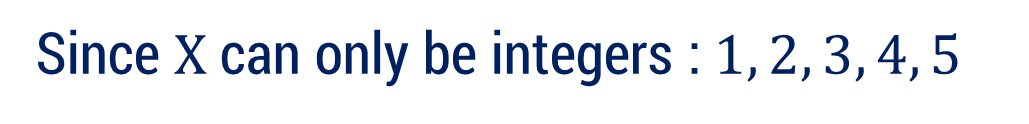 Since X can only be integers : 1, 2, 3, 4, 5